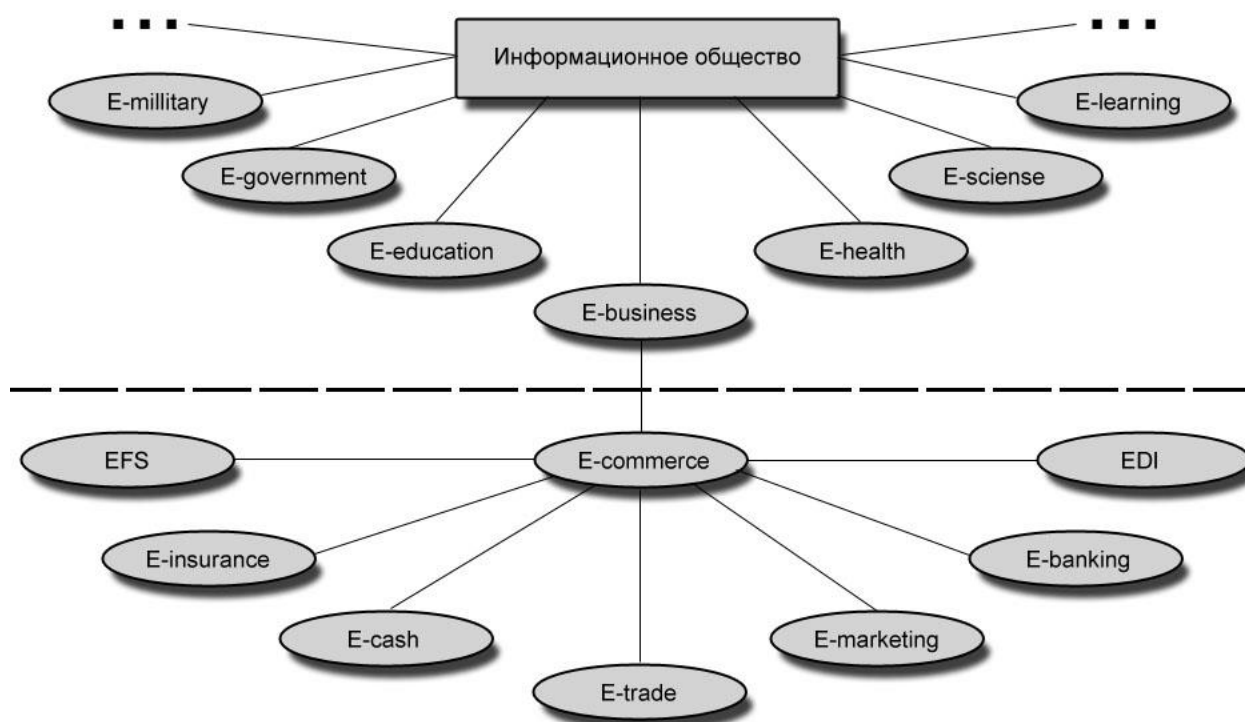 Информационное общество
E-millitary
E-learning
E-government
E-sciense
E-education
E-health
E-business
EFS
E-commerce
EDI
E-insurance
E-banking
E-cash
E-marketing
E-trade